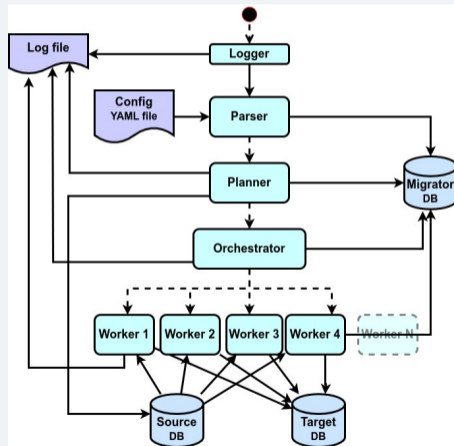 Log file
Logger
Config
YAML file
Parser
Migrator
DB
Planner
Orchestrator
Worker 1
Worker 2
Worker 3
Worker 4
Worker N
Source
DB
Target
DB